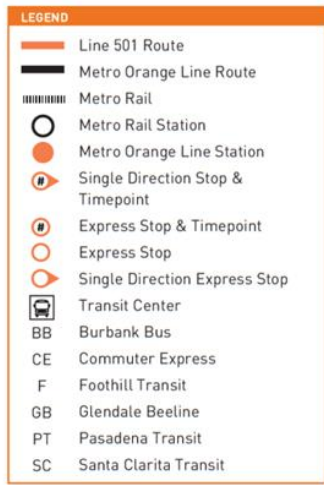 LEGEND
Line 501 Route
Metro Orange Line Route
Metro Rail
Metro Rail Station
Metro Orange Line Station
# Single Direction Stop &
Timepoint
# Express Stop & Timepoint
Express Stop
Single Direction Express Stop
Transit Center
BB Burbank Bus
CE Commuter Express
F Foothill Transit
GB Glendale Beeline
PT Pasadena Transit
SC Santa Clarita Transit